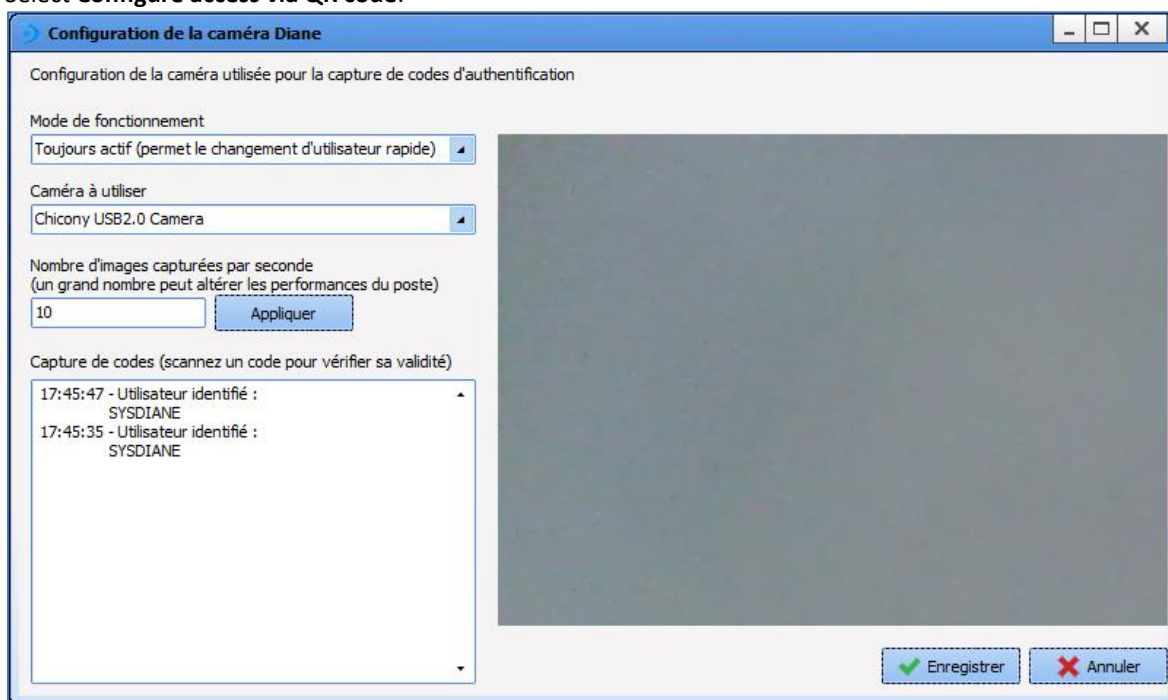 Select Configure access via QR code.
Configuration de la caméra Diane
Configuration de la caméra utilisée pour la capture de codes d'authentification
Mode de fonctionnement
Toujours actif (permet le changement d'utilisateur rapide)
Caméra à utiliser
Chicony USB2.0 Camera
Nombre d'images capturées par seconde
(un grand nombre peut altérer les performances du poste)
10
Appliquer
Capture de codes (scannez un code pour vérifier sa validité)
17:45:47 - Utilisateur identifié :
SYSDIANE
17:45:35 - Utilisateur identifié :
SYSDIANE
Enregistrer
Annuler